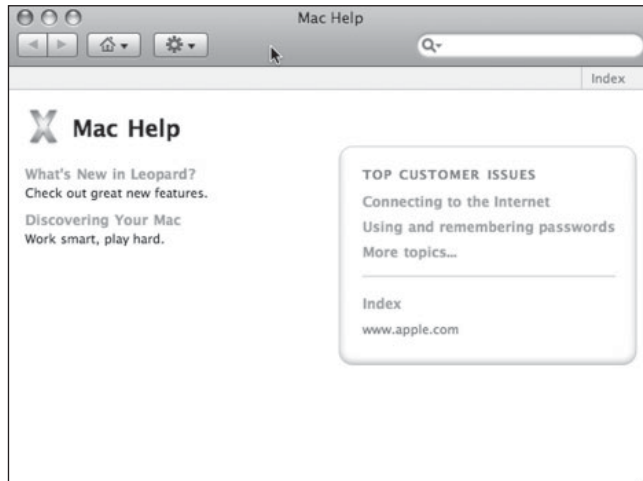 Mac Help
Index
Mac Help
What's New in Leopard?
Check out great new features.
Discovering Your Mac
Work smart, play hard.
TOP CUSTOMER ISSUES
Connecting to the Internet
Using and remembering passwords
More topics...
Index
www.apple.com